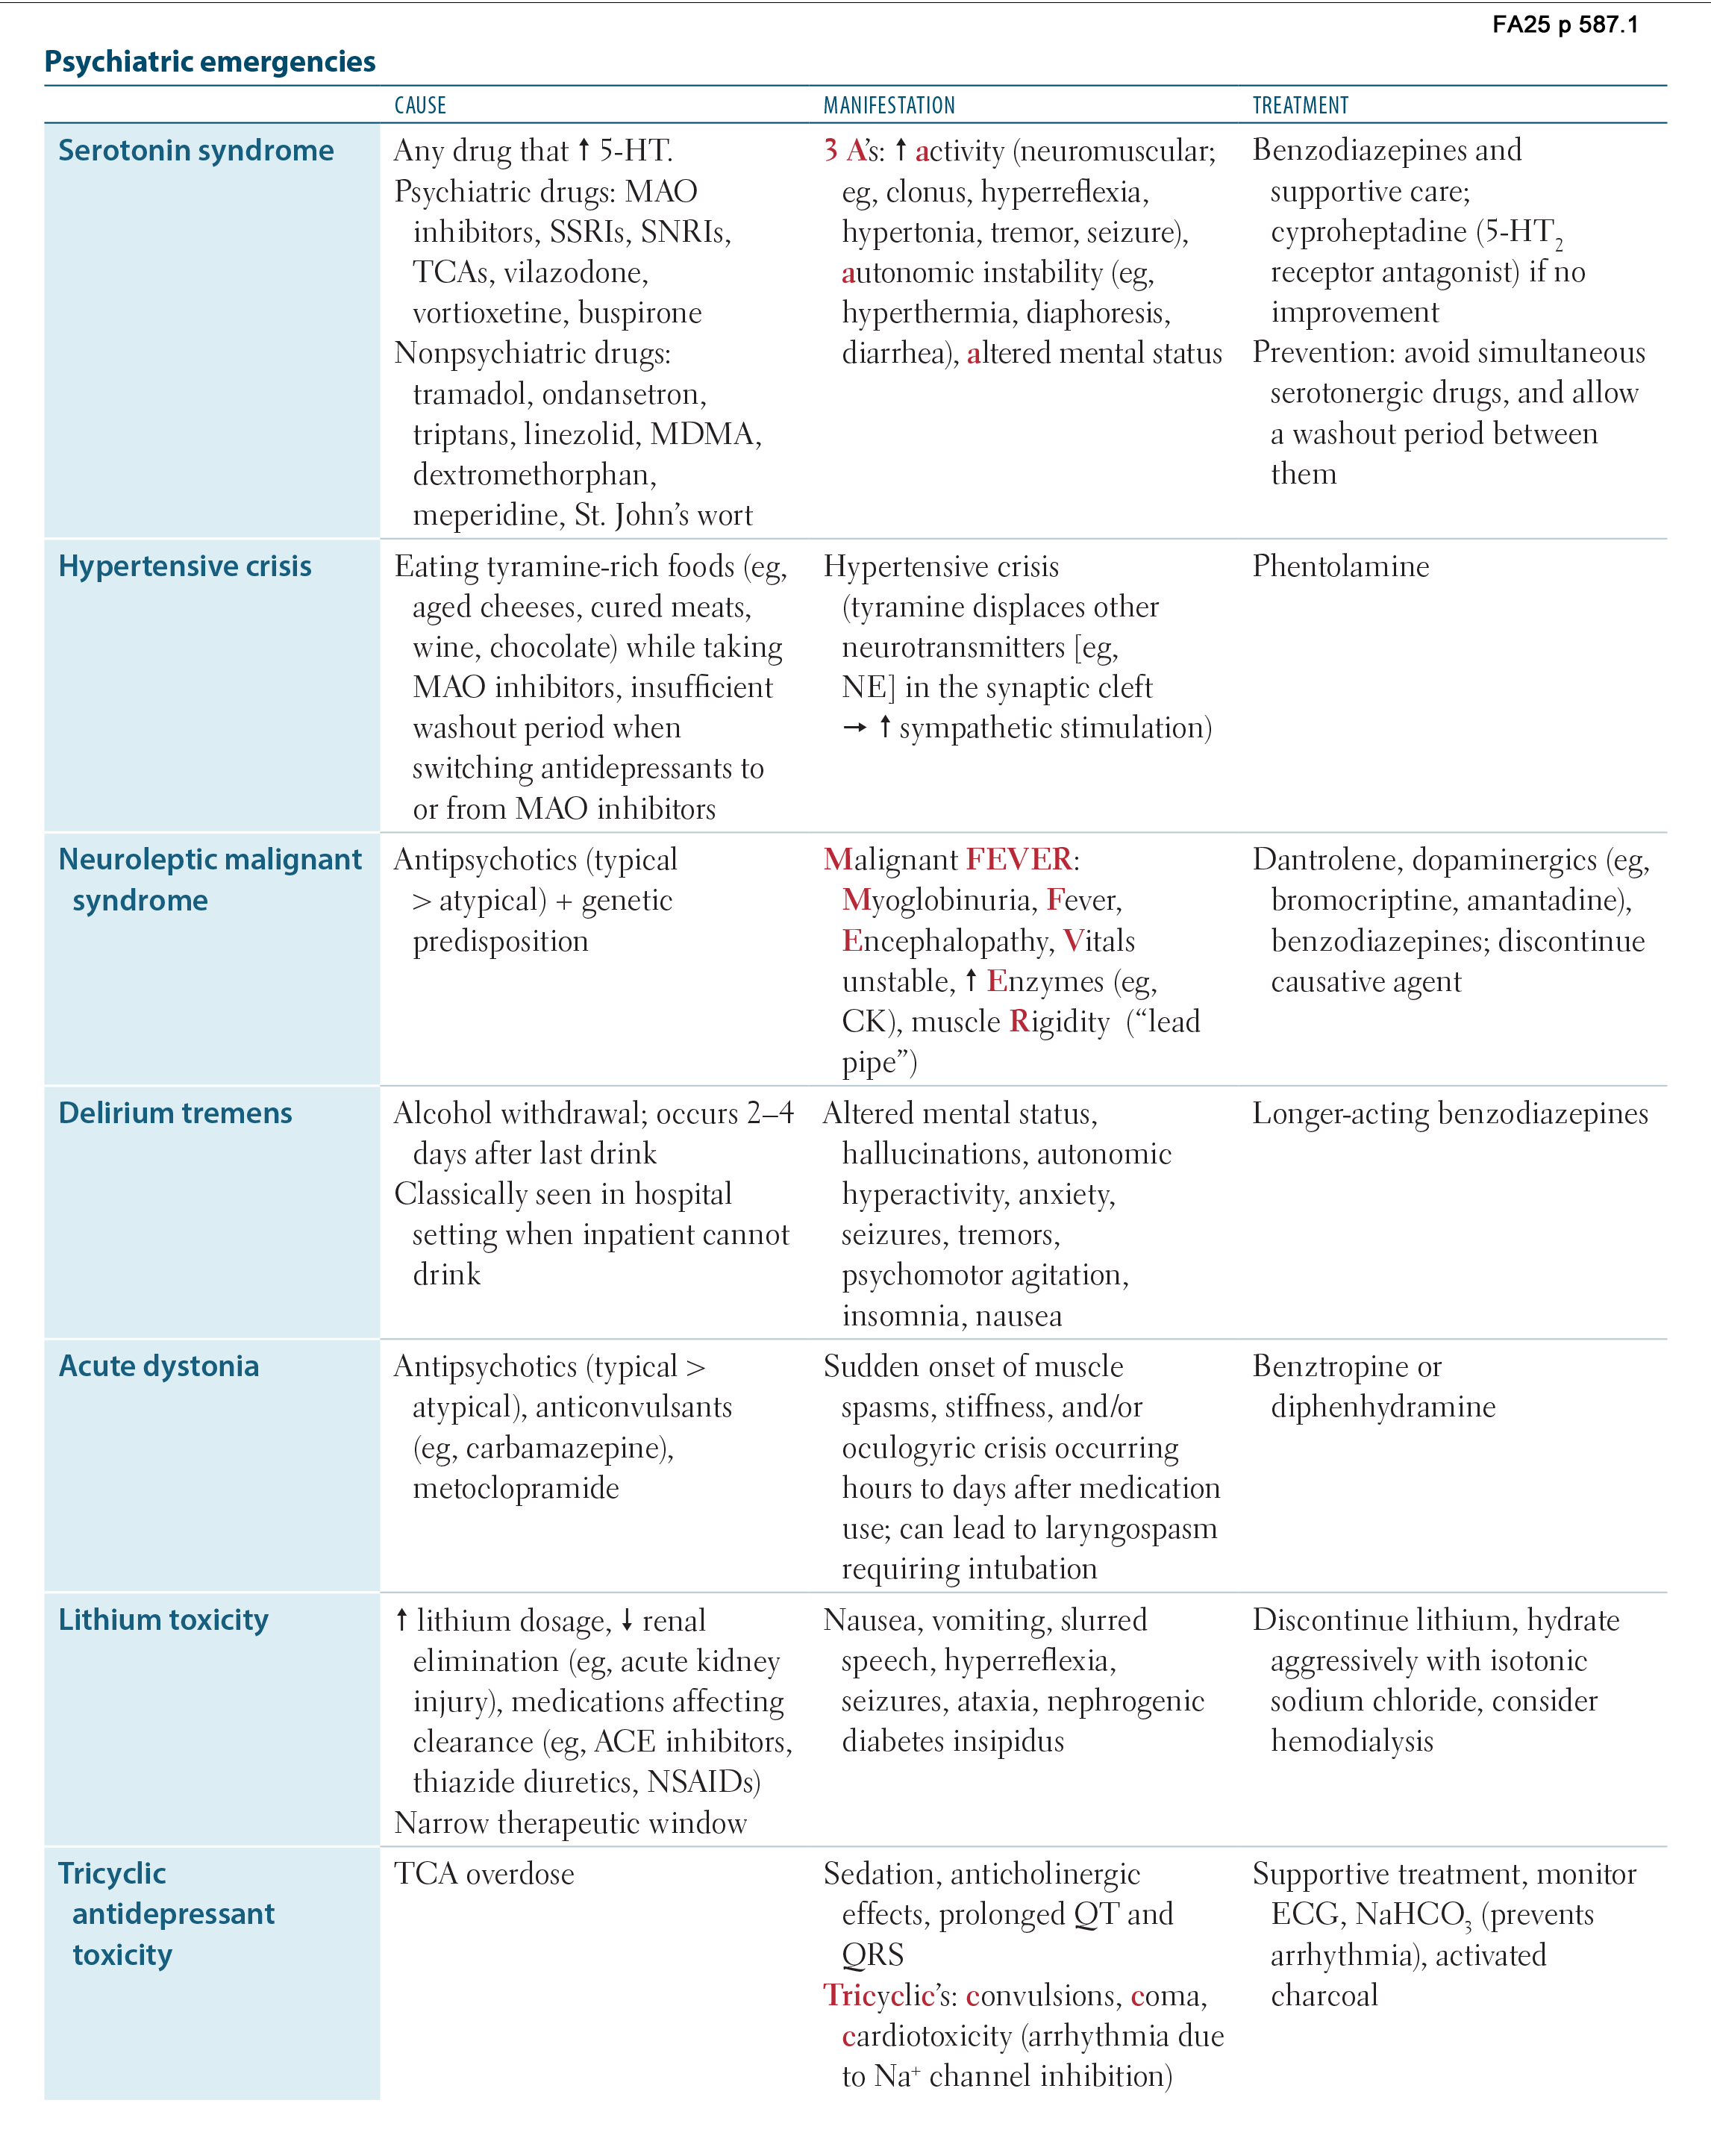 FA25 p 587.1
Psychiatric emergencies
CAUSE
MANIFESTATION
TREATMENT
Serotonin syndrome
Any drug that ↑ 5-HT.
Psychiatric drugs: MAO
inhibitors, SSRIs, SNRIs,
TCAs, vilazodone,
vortioxetine, buspirone
Nonpsychiatric drugs:
tramadol, ondansetron,
triptans, linezolid, MDMA,
dextromethorphan,
meperidine, St. John’s wort
3 A’s: ↑ activity (neuromuscular;
eg, clonus, hyperreflexia,
hypertonia, tremor, seizure),
autonomic instability (eg,
hyperthermia, diaphoresis,
diarrhea), altered mental status
Benzodiazepines and
supportive care;
cyproheptadine (5-HT₂
receptor antagonist) if no
improvement
Prevention: avoid simultaneous
serotonergic drugs, and allow
a washout period between
them
Hypertensive crisis
Eating tyramine-rich foods (eg,
aged cheeses, cured meats,
wine, chocolate) while taking
MAO inhibitors, insufficient
washout period when
switching antidepressants to
or from MAO inhibitors
Hypertensive crisis
(tyramine displaces other
neurotransmitters [eg,
NE] in the synaptic cleft
→ ↑ sympathetic stimulation)
Phentolamine
Neuroleptic malignant
syndrome
Antipsychotics (typical
> atypical) + genetic
predisposition
Malignant FEVER:
Myoglobinuria, Fever,
Encephalopathy, Vitals
unstable, ↑ Enzymes (eg,
CK), muscle Rigidity (“lead
pipe”)
Dantrolene, dopaminergics (eg,
bromocriptine, amantadine),
benzodiazepines; discontinue
causative agent
Delirium tremens
Alcohol withdrawal; occurs 2–4
days after last drink
Classically seen in hospital
setting when inpatient cannot
drink
Altered mental status,
hallucinations, autonomic
hyperactivity, anxiety,
seizures, tremors,
psychomotor agitation,
insomnia, nausea
Longer-acting benzodiazepines
Acute dystonia
Antipsychotics (typical >
atypical), anticonvulsants
(eg, carbamazepine),
metoclopramide
Sudden onset of muscle
spasms, stiffness, and/or
oculogyric crisis occurring
hours to days after medication
use; can lead to laryngospasm
requiring intubation
Benztropine or
diphenhydramine
Lithium toxicity
↑ lithium dosage, ↓ renal
elimination (eg, acute kidney
injury), medications affecting
clearance (eg, ACE inhibitors,
thiazide diuretics, NSAIDs)
Narrow therapeutic window
Nausea, vomiting, slurred
speech, hyperreflexia,
seizures, ataxia, nephrogenic
diabetes insipidus
Discontinue lithium, hydrate
aggressively with isotonic
sodium chloride, consider
hemodialysis
Tricyclic
antidepressant
toxicity
TCA overdose
Sedation, anticholinergic
effects, prolonged QT and
QRS
Tricyclic’s: convulsions, coma,
cardiotoxicity (arrhythmia due
to Na⁺ channel inhibition)
Supportive treatment, monitor
ECG, NaHCO₃ (prevents
arrhythmia), activated
charcoal